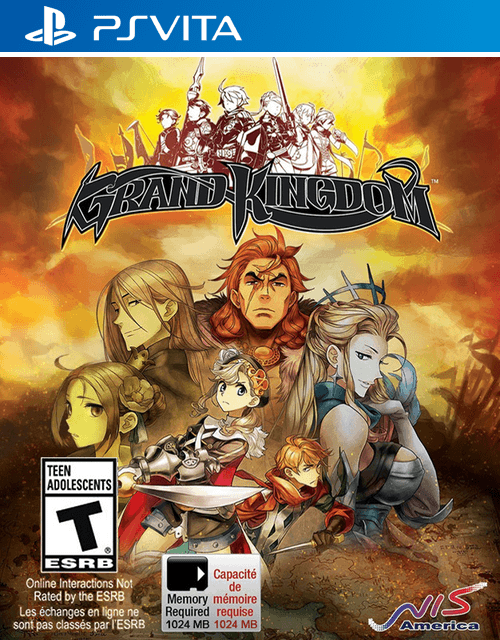 PSVITA
GRAND KINGDOM™
TEEN
ADOLESCENTS
T®
ESRB
Online Interactions Not
Rated by the ESRB
Les échanges en ligne ne
sont pas classés par l'ESRB
Memory
Required
1024 MB
Capacité
de
mémoire
requise
1024 MB
NIS
America